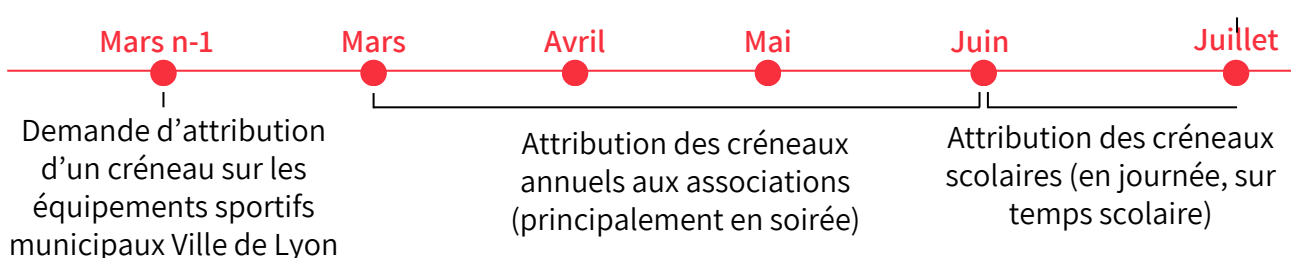 Mars n-1
Mars
Avril
Mai
Juin
Juillet
Demande d'attribution
d'un créneau sur les
équipements sportifs
municipaux Ville de Lyon
Attribution des créneaux
annuels aux associations
(principalement en soirée)
Attribution des créneaux
scolaires (en journée, sur
temps scolaire)